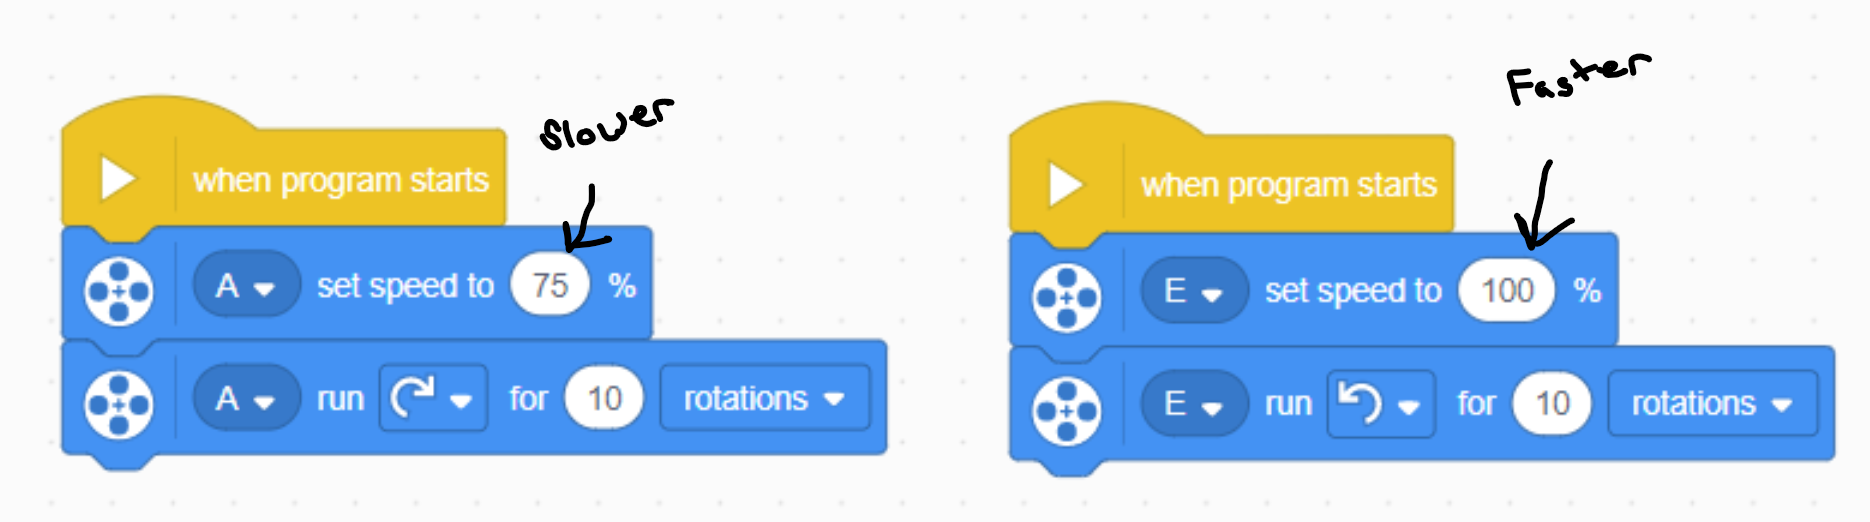 Slower
when program starts
A set speed to 75 %
A run for 10 rotations
Faster
when program starts
E set speed to 100 %
E run for 10 rotations